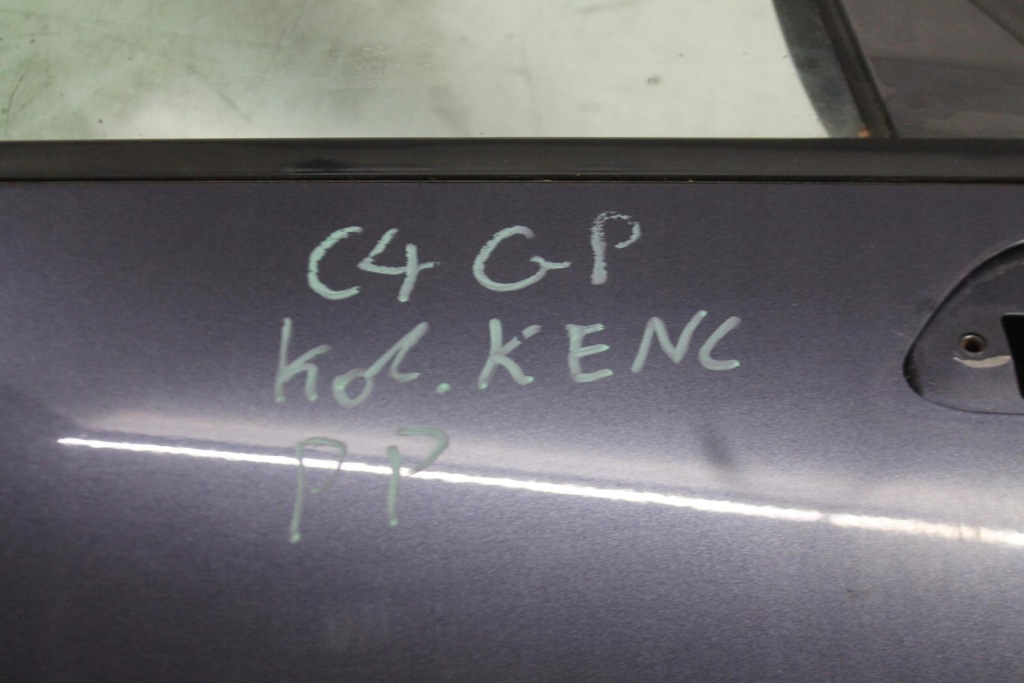 C4 GP
kol. KENC
PP